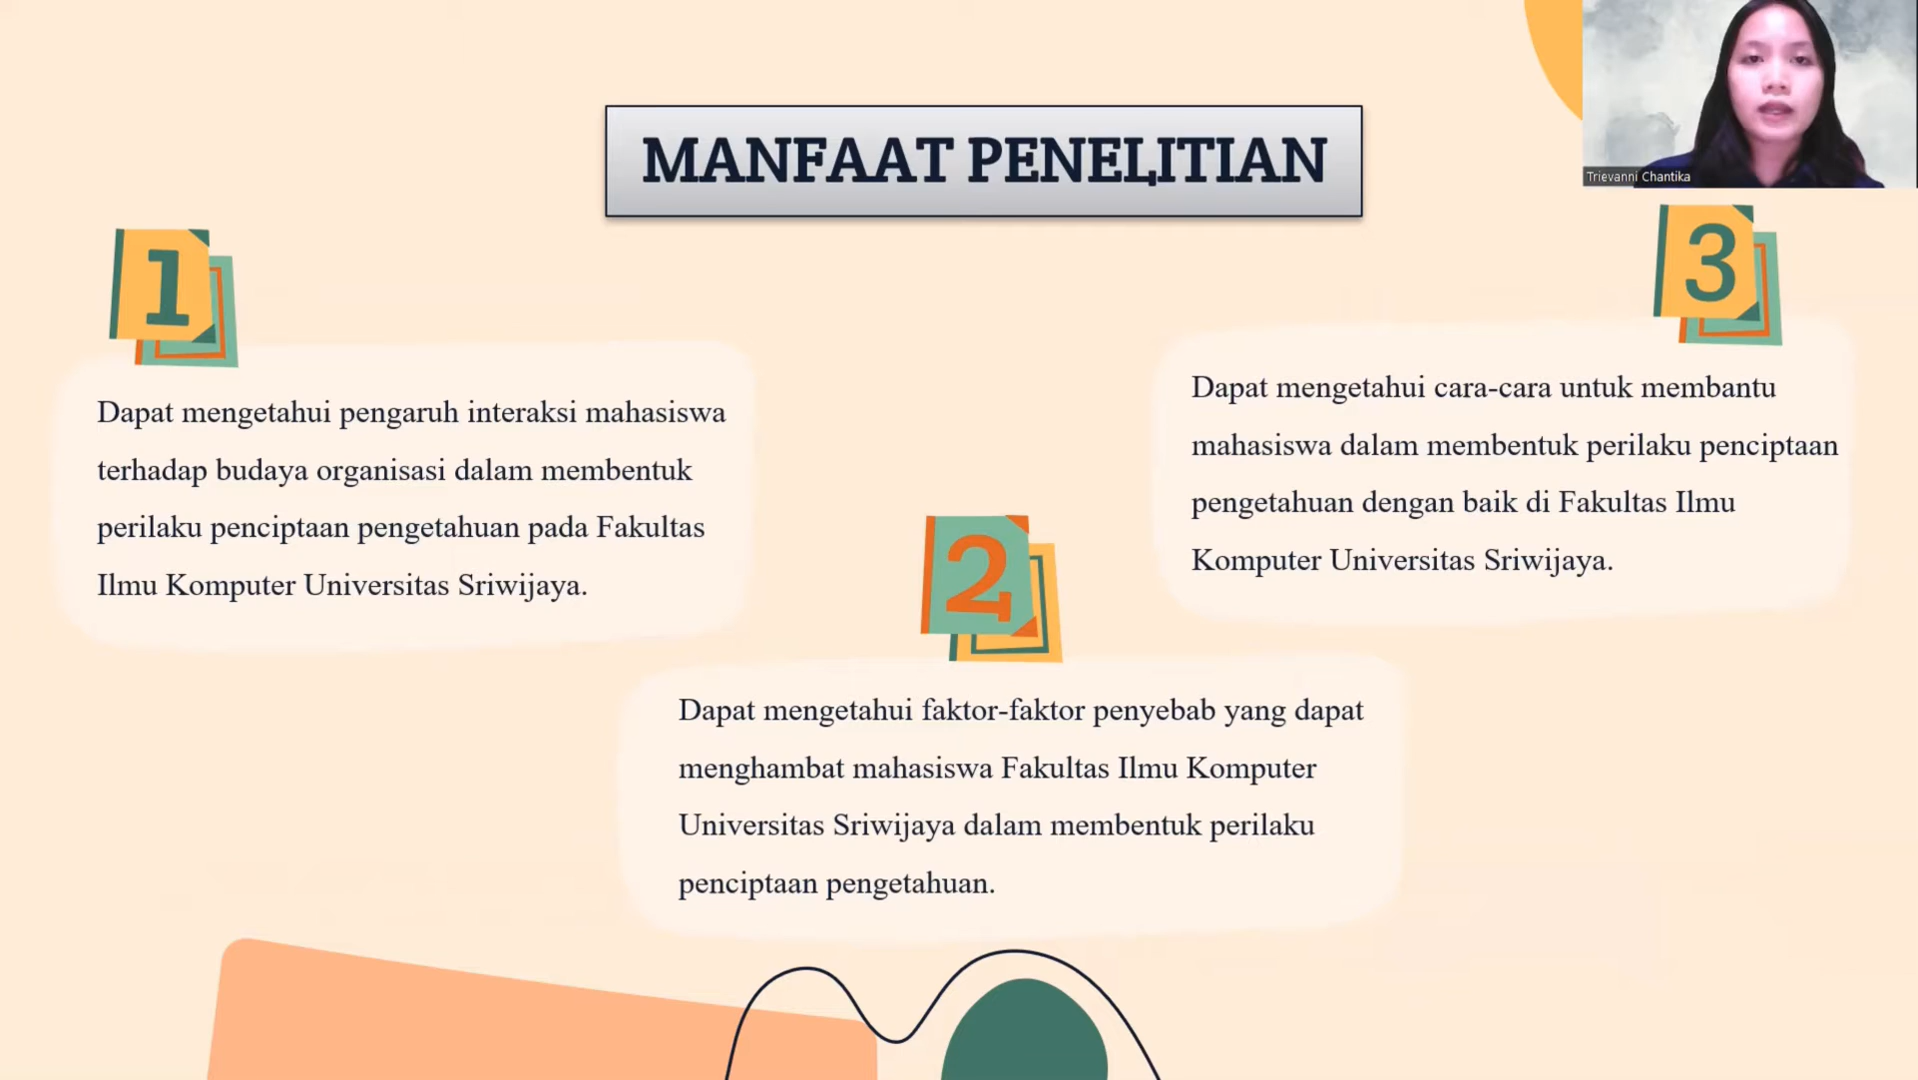 MANFAAT PENELITIAN
Trievanni Chantika
1
Dapat mengetahui pengaruh interaksi mahasiswa
terhadap budaya organisasi dalam membentuk
perilaku penciptaan pengetahuan pada Fakultas
Ilmu Komputer Universitas Sriwijaya.
2
Dapat mengetahui faktor-faktor penyebab yang dapat
menghambat mahasiswa Fakultas Ilmu Komputer
Universitas Sriwijaya dalam membentuk perilaku
penciptaan pengetahuan.
3
Dapat mengetahui cara-cara untuk membantu
mahasiswa dalam membentuk perilaku penciptaan
pengetahuan dengan baik di Fakultas Ilmu
Komputer Universitas Sriwijaya.